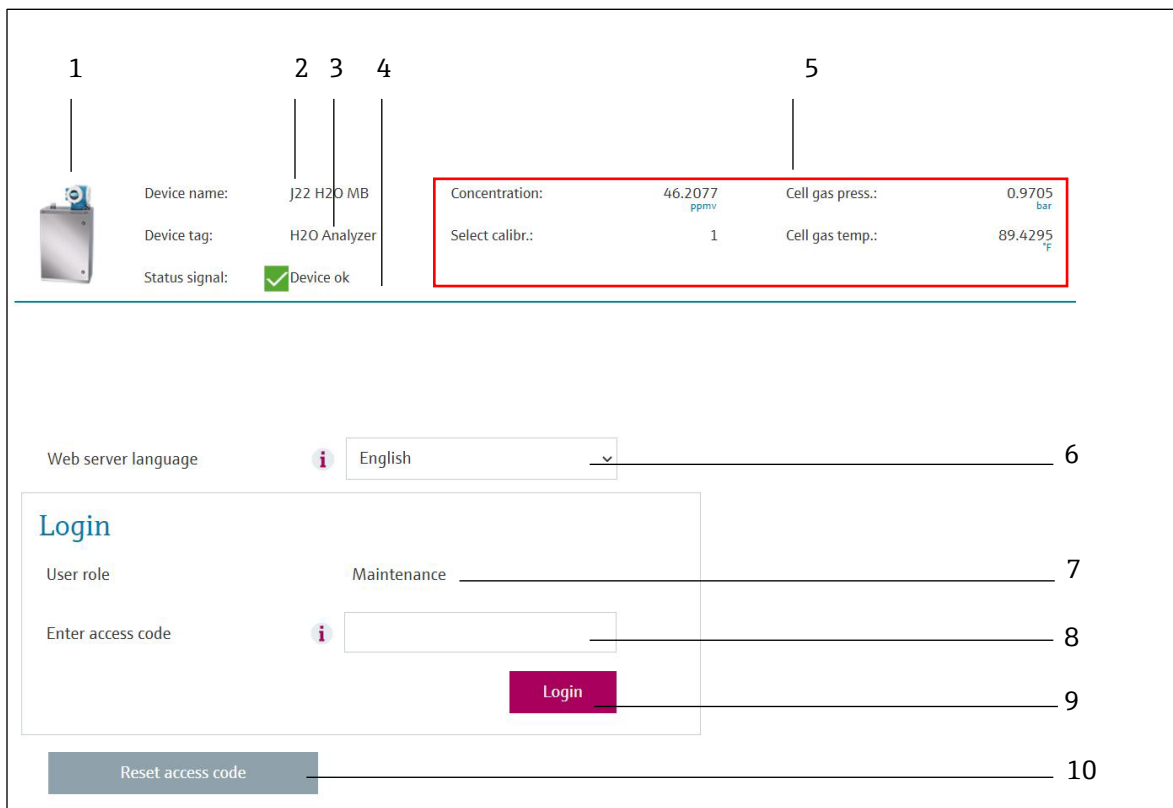 1 2 3 4 5
Device name: J22 H2O MB Concentration: 46.2077 ppmv Cell gas press.: 0.9705 bar
Device tag: H2O Analyzer Select calibr.: 1 Cell gas temp.: 89.4295 °F
Status signal: Device ok
Web server language i English 6
Login
User role Maintenance 7
Enter access code i 8
Login 9
Reset access code 10